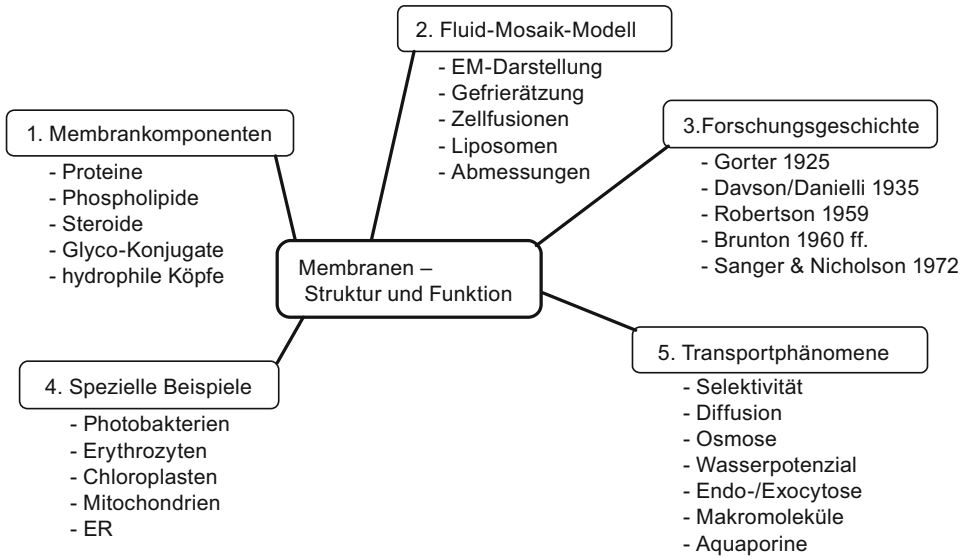 2. Fluid-Mosaik-Modell
- EM-Darstellung
- Gefrierätzung
- Zellfusionen
- Liposomen
- Abmessungen
1. Membrankomponenten
- Proteine
- Phospholipide
- Steroide
- Glyco-Konjugate
- hydrophile Köpfe
3.Forschungsgeschichte
- Gorter 1925
- Davson/Danielli 1935
- Robertson 1959
- Brunton 1960 ff.
- Sanger & Nicholson 1972
Membranen –
Struktur und Funktion
4. Spezielle Beispiele
- Photobakterien
- Erythrozyten
- Chloroplasten
- Mitochondrien
- ER
5. Transportphänomene
- Selektivität
- Diffusion
- Osmose
- Wasserpotenzial
- Endo-/Exocytose
- Makromoleküle
- Aquaporine